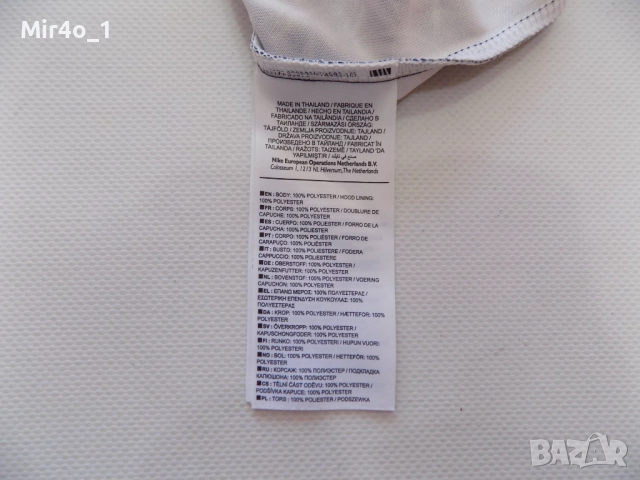 Mir4o_1
MADE IN THAILAND / FABRIQUE EN
THAILANDE / HECHO EN TAILANDIA /
FABRICADO NA TAILÂNDIA / СДЕЛАНО В
ТАИЛАНДЕ / SZÁRMAZÁSI ORSZÁG:
TÁJFÖLD / ZEMLJA PROIZVODNJE: TAJLAND /
DRŽAVA PROIZVODNJE: TAJLAND /
ПРОИЗВЕДЕНО В ТАЙЛАНД / FABRICAT ÎN
TAILANDA / RAŽOTS: TAIZEMĒ / TAYLAND'DA
YAPILMIŞTIR / صنع في تايلند
Nike European Operations Netherlands B.V.
Colosseum 1, 1213 NL Hilversum, The Netherlands
EN: BODY: 100% POLYESTER / HOOD LINING:
100% POLYESTER
FR: CORPS: 100% POLYESTER / DOUBLURE DE
CAPUCHE: 100% POLYESTER
ES: CUERPO: 100% POLIÉSTER / FORRO DE LA
CAPUCHA: 100% POLIÉSTER
PT: CORPO: 100% POLIÉSTER / FORRO DE
CARAPUÇO: 100% POLIÉSTER
IT: BUSTO: 100% POLIESTERE / FODERA
CAPPUCCIO: 100% POLIESTERE
DE: OBERSTOFF: 100% POLYESTER /
KAPUZENFUTTER: 100% POLYESTER
NL: BOVENSTOF: 100% POLYESTER / VOERING
CAPUCHON: 100% POLYESTER
EL: ΕΠΑΝΩ ΜΕΡΟΣ: 100% ΠΟΛΥΕΣΤΕΡΑΣ /
ΕΣΩΤΕΡΙΚΗ ΕΠΕΝΔΥΣΗ ΚΟΥΚΟΥΛΑΣ: 100%
ΠΟΛΥΕΣΤΕΡΑΣ
DA: KROP: 100% POLYESTER / HÆTTEFOR: 100%
POLYESTER
SV: ÖVERKROPP: 100% POLYESTER /
KAPUSCHONGFODER: 100% POLYESTER
FI: RUNKO: 100% POLYESTERI / HUPUN VUORI:
100% POLYESTERI
NO: BOL: 100% POLYESTER / HETTEFÔR: 100%
POLYESTER
RU: КОРСАЖ: 100% ПОЛИЭСТЕР / ПОДКЛАДКА
КАПЮШОНА: 100% ПОЛИЭСТЕР
CS: TĚLNÍ ČÁST ODĚVU: 100% POLYESTER /
PODŠÍVKA KAPUCE: 100% POLYESTER
PL: TORS : 100% POLIESTER / PODSZEWKA
BAZAR